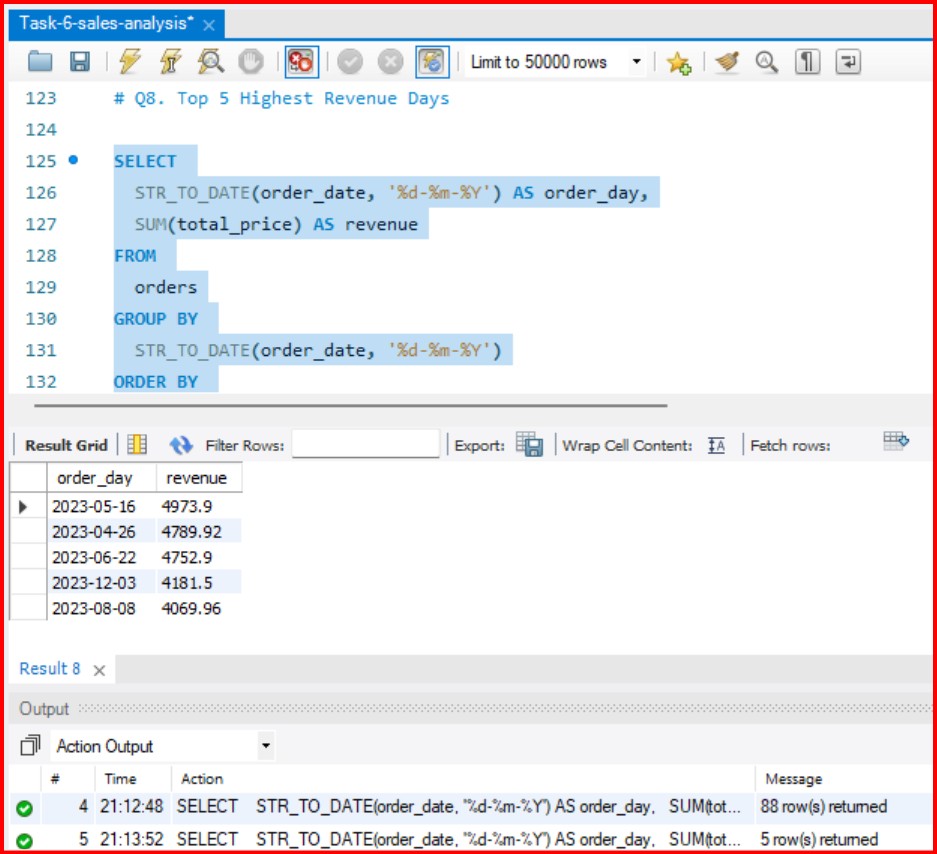 Task-6-sales-analysis*
Limit to 50000 rows
123 # Q8. Top 5 Highest Revenue Days
124
125 SELECT
126 STR_TO_DATE(order_date, '%d-%m-%Y') AS order_day,
127 SUM(total_price) AS revenue
128 FROM
129 orders
130 GROUP BY
131 STR_TO_DATE(order_date, '%d-%m-%Y')
132 ORDER BY
Result Grid Filter Rows: Export: Wrap Cell Content: Fetch rows:
order_day revenue
2023-05-16 4973.9
2023-04-26 4789.92
2023-06-22 4752.9
2023-12-03 4181.5
2023-08-08 4069.96
Result 8
Output
Action Output
# Time Action Message
4 21:12:48 SELECT STR_TO_DATE(order_date, '%d-%m-%Y') AS order_day, SUM(tot... 88 row(s) returned
5 21:13:52 SELECT STR_TO_DATE(order_date, '%d-%m-%Y') AS order_day, SUM(tot... 5 row(s) returned